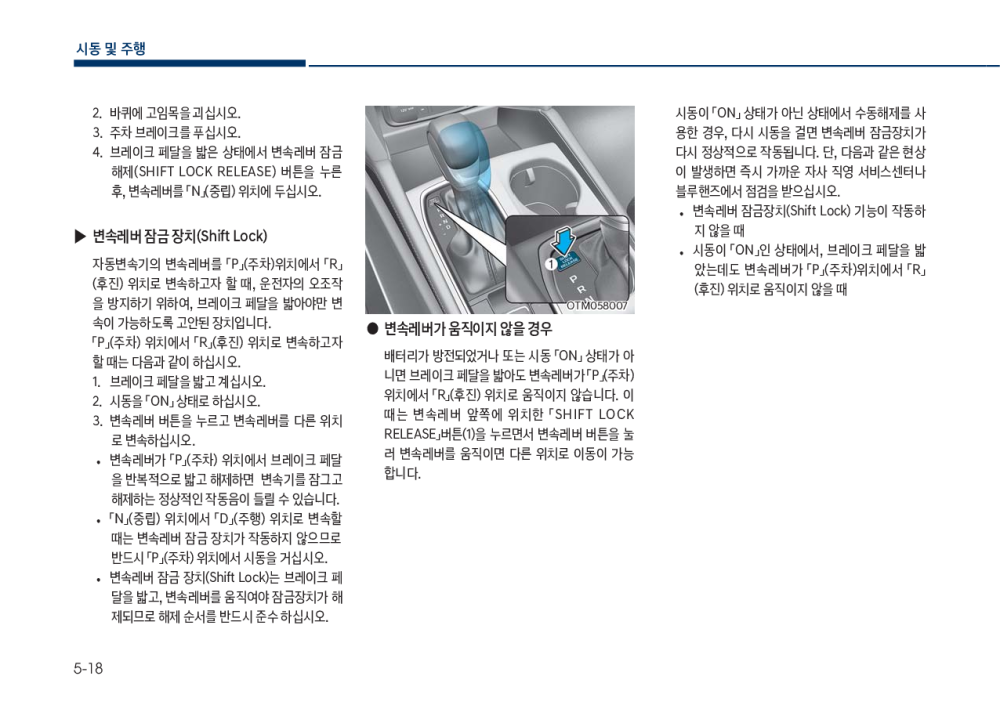 시동 및 주행
2. 바퀴에 고임목을 괴십시오.
3. 주차 브레이크를 푸십시오.
4. 브레이크 페달을 밟은 상태에서 변속레버 잠금
해제(SHIFT LOCK RELEASE) 버튼을 누른
후, 변속레버를 「N」(중립) 위치에 두십시오.
▶ 변속레버 잠금 장치(Shift Lock)
자동변속기의 변속레버를 「P」(주차)위치에서 「R」
(후진) 위치로 변속하고자 할 때, 운전자의 오조작
을 방지하기 위하여, 브레이크 페달을 밟아야만 변
속이 가능하도록 고안된 장치입니다.
「P」(주차) 위치에서 「R」(후진) 위치로 변속하고자
할 때는 다음과 같이 하십시오.
1. 브레이크 페달을 밟고 계십시오.
2. 시동을 「ON」 상태로 하십시오.
3. 변속레버 버튼을 누르고 변속레버를 다른 위치
로 변속하십시오.
• 변속레버가 「P」(주차) 위치에서 브레이크 페달
을 반복적으로 밟고 해제하면 변속기를 잠그고
해제하는 정상적인 작동음이 들릴 수 있습니다.
• 「N」(중립) 위치에서 「D」(주행) 위치로 변속할
때는 변속레버 잠금 장치가 작동하지 않으므로
반드시 「P」(주차) 위치에서 시동을 거십시오.
• 변속레버 잠금 장치(Shift Lock)는 브레이크 페
달을 밟고, 변속레버를 움직여야 잠금장치가 해
제되므로 해제 순서를 반드시 준수 하십시오.
P
R
N
D
1
SHIFT LOCK
RELEASE
P
R
N
OTM058007
● 변속레버가 움직이지 않을 경우
배터리가 방전되었거나 또는 시동 「ON」 상태가 아
니면 브레이크 페달을 밟아도 변속레버가 「P」(주차)
위치에서 「R」(후진) 위치로 움직이지 않습니다. 이
때는 변속레버 앞쪽에 위치한 「SHIFT LOCK
RELEASE」버튼(1)을 누르면서 변속레버 버튼을 눌
러 변속레버를 움직이면 다른 위치로 이동이 가능
합니다.
시동이 「ON」 상태가 아닌 상태에서 수동해제를 사
용한 경우, 다시 시동을 걸면 변속레버 잠금장치가
다시 정상적으로 작동됩니다. 단, 다음과 같은 현상
이 발생하면 즉시 가까운 자사 직영 서비스센터나
블루핸즈에서 점검을 받으십시오.
• 변속레버 잠금장치(Shift Lock) 기능이 작동하
지 않을 때
• 시동이 「ON」인 상태에서, 브레이크 페달을 밟
았는데도 변속레버가 「P」(주차)위치에서 「R」
(후진) 위치로 움직이지 않을 때
5-18